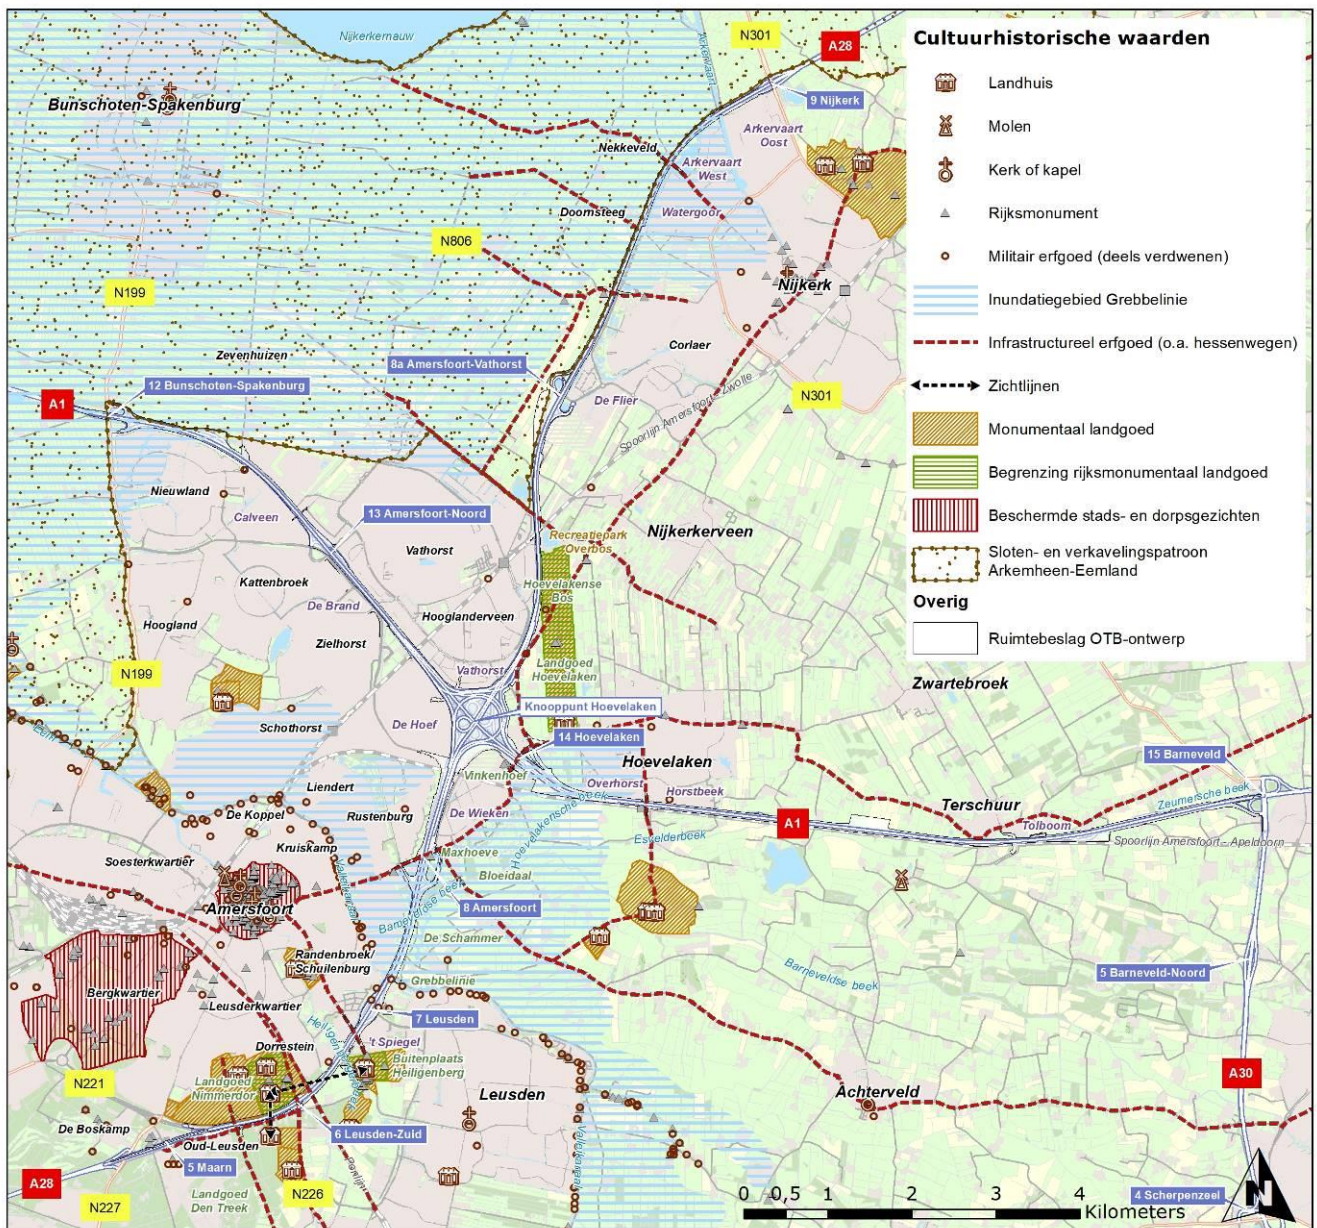 Nijkerkernauw
Arkervaart
N301
A28
Bunschoten-Spakenburg
9 Nijkerk
Arkervaart
Oost
Nekkeveld
Arkervaart
West
Doornsteeg
Watergoor
N806
Nijkerk
N199
Zevenhuizen
Corlaer
8a Amersfoort-Vathorst
12 Bunschoten-Spakenburg
A1
De Flier
Spoorlijn Amersfoort - Zwolle
N301
Nieuwland
Calveen
13 Amersfoort-Noord
Vathorst
Recreatiepark
Overbos
Nijkerkerveen
Kattenbroek
De Brand
Hoevelakense
Bos
Hooglanderveen
Hoogland
Zielhorst
N199
Vathorst
Landgoed
Hoevelaken
Zwartebroek
Knooppunt Hoevelaken
Schothorst
De Hoef
14 Hoevelaken
Eem
Hoevelaken
15 Barneveld
Vinkenhoef
Liendert
Overhorst
Horstbeek
Zeumersche beek
De Koppel
Rustenburg
De Wieken
Hoevelakensche beek
Terschuur
Tolboom
A1
Esvelderbeek
Spoorlijn Amersfoort - Apeldoorn
Kruiskamp
Soesterkwartier
Maxhoeve
Bloeidaal
Amersfoort
8 Amersfoort
Barneveldse beek
De Schammer
Randenbroek/
Schuilenburg
Barneveldse beek
5 Barneveld-Noord
Grebbelinie
Bergkwartier
Leusderkwartier
7 Leusden
't Spiegel
Dorrestein
Buitenplaats
Heiligenberg
N221
Landgoed
Nimmerdor
Leusden
Achterveld
A30
De Boskamp
Oud-Leusden
6 Leusden-Zuid
5 Maarn
A28
N227
Landgoed
Den Treek
N226
4 Scherpenzeel
Cultuurhistorische waarden
Landhuis
Molen
Kerk of kapel
Rijksmonument
Militair erfgoed (deels verdwenen)
Inundatiegebied Grebbelinie
Infrastructureel erfgoed (o.a. hessenwegen)
Zichtlijnen
Monumentaal landgoed
Begrenzing rijksmonumentaal landgoed
Beschermde stads- en dorpsgezichten
Sloten- en verkavelingspatroon
Arkemheen-Eemland
Overig
Ruimtebeslag OTB-ontwerp
0 0,5 1 2 3 4
Kilometers
N